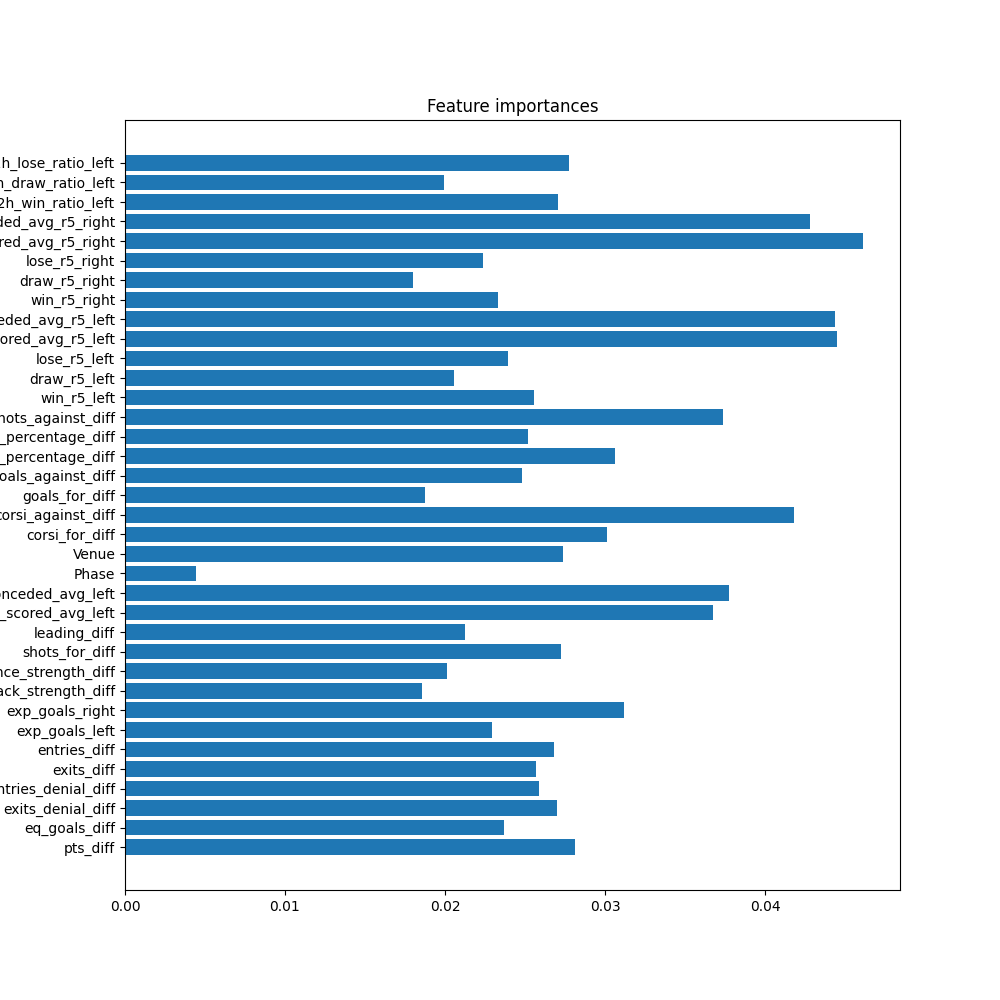 Feature importances
h_lose_ratio_left
_draw_ratio_left
2h_win_ratio_left
ded_avg_r5_right
red_avg_r5_right
lose_r5_right
draw_r5_right
win_r5_right
eded_avg_r5_left
ored_avg_r5_left
lose_r5_left
draw_r5_left
win_r5_left
hots_against_diff
_percentage_diff
_percentage_diff
oals_against_diff
goals_for_diff
corsi_against_diff
corsi_for_diff
Venue
Phase
onceded_avg_left
_scored_avg_left
leading_diff
shots_for_diff
nce_strength_diff
ack_strength_diff
exp_goals_right
exp_goals_left
entries_diff
exits_diff
ntries_denial_diff
exits_denial_diff
eq_goals_diff
pts_diff
0.00 0.01 0.02 0.03 0.04